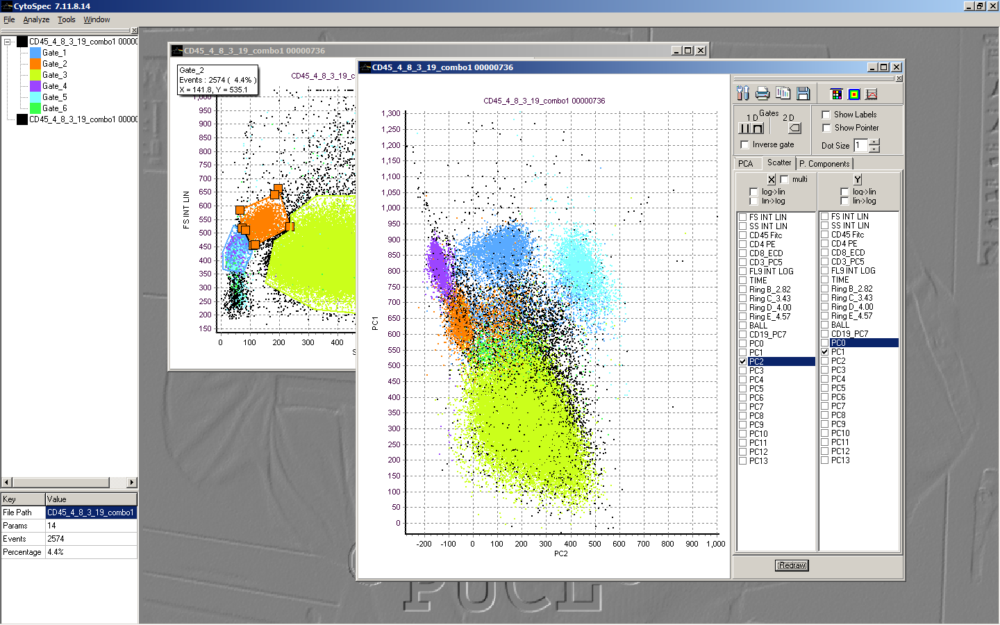 CytoSpec 7.11.8.14
File Analyze Tools Window
CD45_4_8_3_19_combo1 0000
Gate_1
Gate_2
Gate_3
Gate_4
Gate_5
Gate_6
CD45_4_8_3_19_combo1 0000
Key Value
File Path CD45_4_8_3_19_combo1
Params 14
Events 2574
Percentage 4.4%
CD45_4_8_3_19_combo1 00000736
Gate_2
Events : 2574 ( 4.4% )
X = 141.8, Y = 535.1
CD45_4_8_3_19_c
1,000
950
900
850
800
750
700
650
600
550
500
450
400
350
300
250
200
150
FS INT LIN
0 100 200 300 400
S
CD45_4_8_3_19_combo1 00000736
CD45_4_8_3_19_combo1 00000736
1,300
1,250
1,200
1,150
1,100
1,050
1,000
950
900
850
800
750
700
650
600
550
500
450
400
350
300
250
200
150
100
50
0
PC1
-200 -100 0 100 200 300 400 500 600 700 800 900 1,000
PC2
Gates
1 D 2 D
Inverse gate
Show Labels
Show Pointer
Dot Size 1
PCA Scatter P. Components
X multi
log->lin
lin->log
FS INT LIN
SS INT LIN
CD45 Fitc
CD4 PE
CD8_ECD
CD3_PC5
FL9 INT LOG
TIME
Ring B_2.82
Ring C_3.43
Ring D_4.00
Ring E_4.57
BALL
CD19_PC7
PC0
PC1
PC2
PC3
PC4
PC5
PC6
PC7
PC8
PC9
PC10
PC11
PC12
PC13
Y
log->lin
lin->log
FS INT LIN
SS INT LIN
CD45 Fitc
CD4 PE
CD8_ECD
CD3_PC5
FL9 INT LOG
TIME
Ring B_2.82
Ring C_3.43
Ring D_4.00
Ring E_4.57
BALL
CD19_PC7
PC0
PC1
PC2
PC3
PC4
PC5
PC6
PC7
PC8
PC9
PC10
PC11
PC12
PC13
Redraw